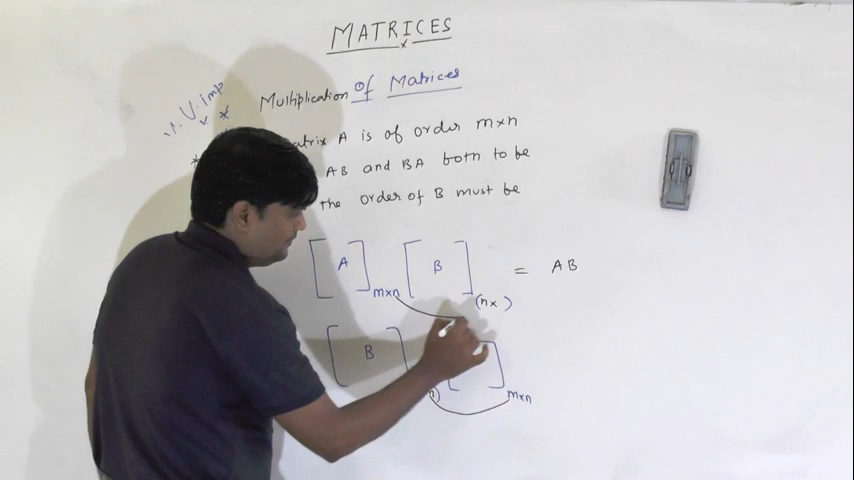 MATRICES
Multiplication of Matrices
V.imp
A is of order m×n
AB and BA both to be
the order of B must be
[ A ] m×n [ B ] (n× ) = AB
[ B ] [ ] m×n